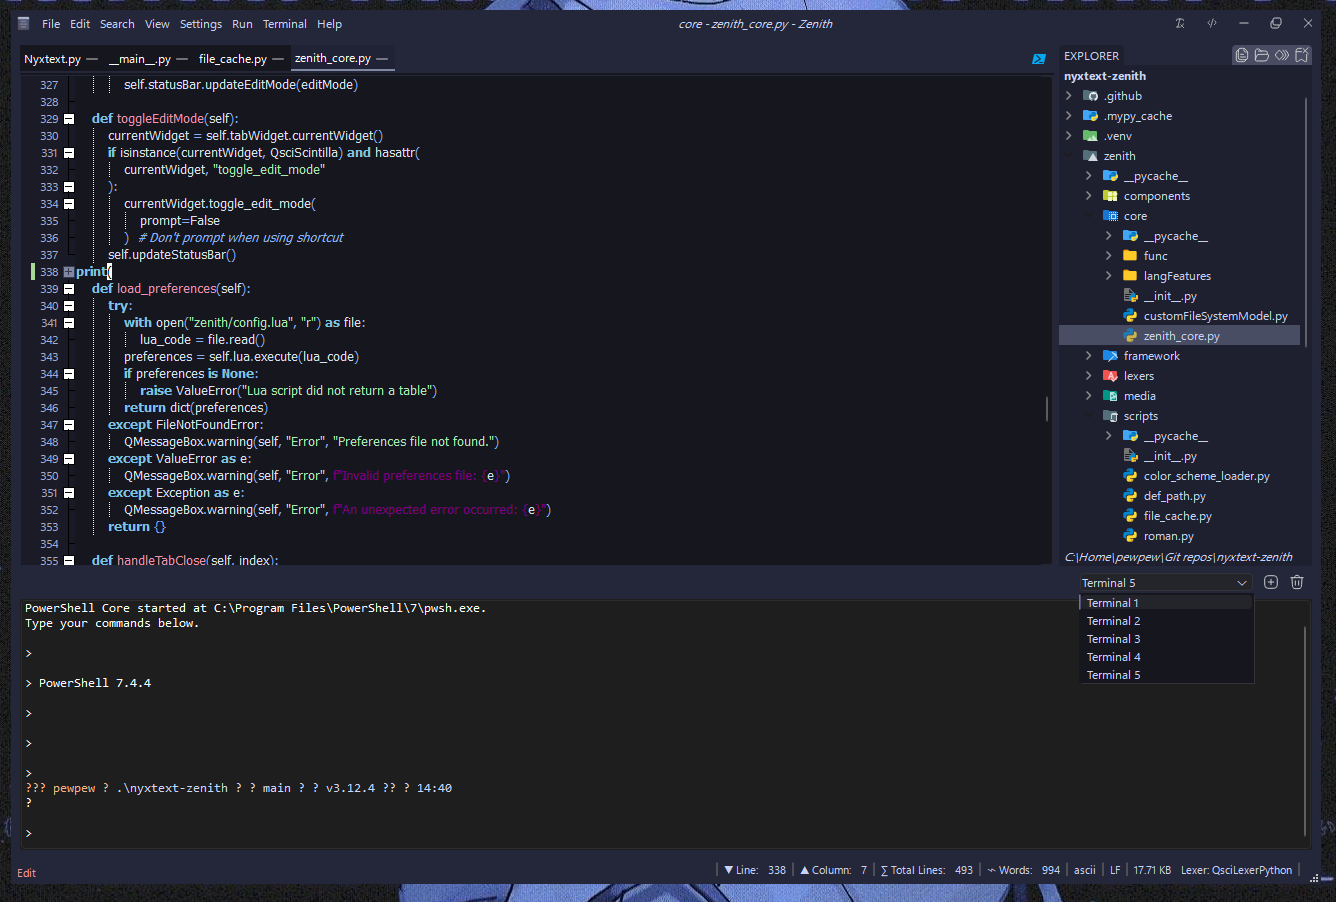 File Edit Search View Settings Run Terminal Help
core - zenith_core.py - Zenith
Nyxtext.py __main__.py file_cache.py zenith_core.py
327 self.statusBar.updateEditMode(editMode)
328
329 def toggleEditMode(self):
330 currentWidget = self.tabWidget.currentWidget()
331 if isinstance(currentWidget, QsciScintilla) and hasattr(
332 currentWidget, "toggle_edit_mode"
333 ):
334 currentWidget.toggle_edit_mode(
335 prompt=False
336 ) # Don't prompt when using shortcut
337 self.updateStatusBar()
338 print(
339 def load_preferences(self):
340 try:
341 with open("zenith/config.lua", "r") as file:
342 lua_code = file.read()
343 preferences = self.lua.execute(lua_code)
344 if preferences is None:
345 raise ValueError("Lua script did not return a table")
346 return dict(preferences)
347 except FileNotFoundError:
348 QMessageBox.warning(self, "Error", "Preferences file not found.")
349 except ValueError as e:
350 QMessageBox.warning(self, "Error", f"Invalid preferences file: {e}")
351 except Exception as e:
352 QMessageBox.warning(self, "Error", f"An unexpected error occurred: {e}")
353 return {}
354
355 def handleTabClose(self, index):
EXPLORER
nyxtext-zenith
.github
.mypy_cache
.venv
zenith
__pycache__
components
core
__pycache__
func
langFeatures
__init__.py
customFileSystemModel.py
zenith_core.py
framework
lexers
media
scripts
__pycache__
__init__.py
color_scheme_loader.py
def_path.py
file_cache.py
roman.py
C:\Home\pewpew\Git repos\nyxtext-zenith
Terminal 5
Terminal 1
Terminal 2
Terminal 3
Terminal 4
Terminal 5
PowerShell Core started at C:\Program Files\PowerShell\7\pwsh.exe.
Type your commands below.
>
> PowerShell 7.4.4
>
>
>
??? pewpew ? .\nyxtext-zenith ? ? main ? ? v3.12.4 ?? ? 14:40
?
>
Edit
▼ Line: 338 | ▲ Column: 7 | ∑ Total Lines: 493 | ~ Words: 994 | ascii | LF | 17.71 KB Lexer: QsciLexerPython |